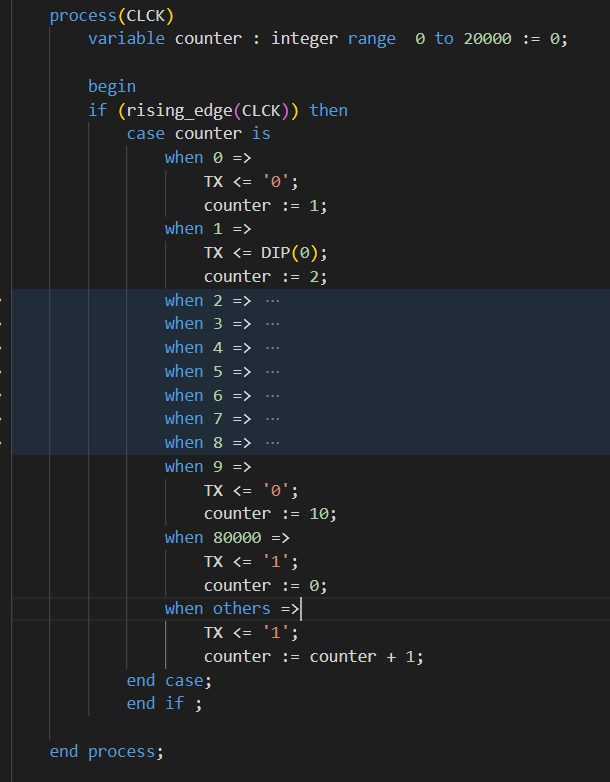 process(CLCK)
variable counter : integer range  0 to 20000 := 0;
begin
if (rising_edge(CLCK)) then
case counter is
when 0 =>
TX <= '0';
counter := 1;
when 1 =>
TX <= DIP(0);
counter := 2;
when 2 => ···
when 3 => ···
when 4 => ···
when 5 => ···
when 6 => ···
when 7 => ···
when 8 => ···
when 9 =>
TX <= '0';
counter := 10;
when 80000 =>
TX <= '1';
counter := 0;
when others =>
TX <= '1';
counter := counter + 1;
end case;
end if ;
end process;